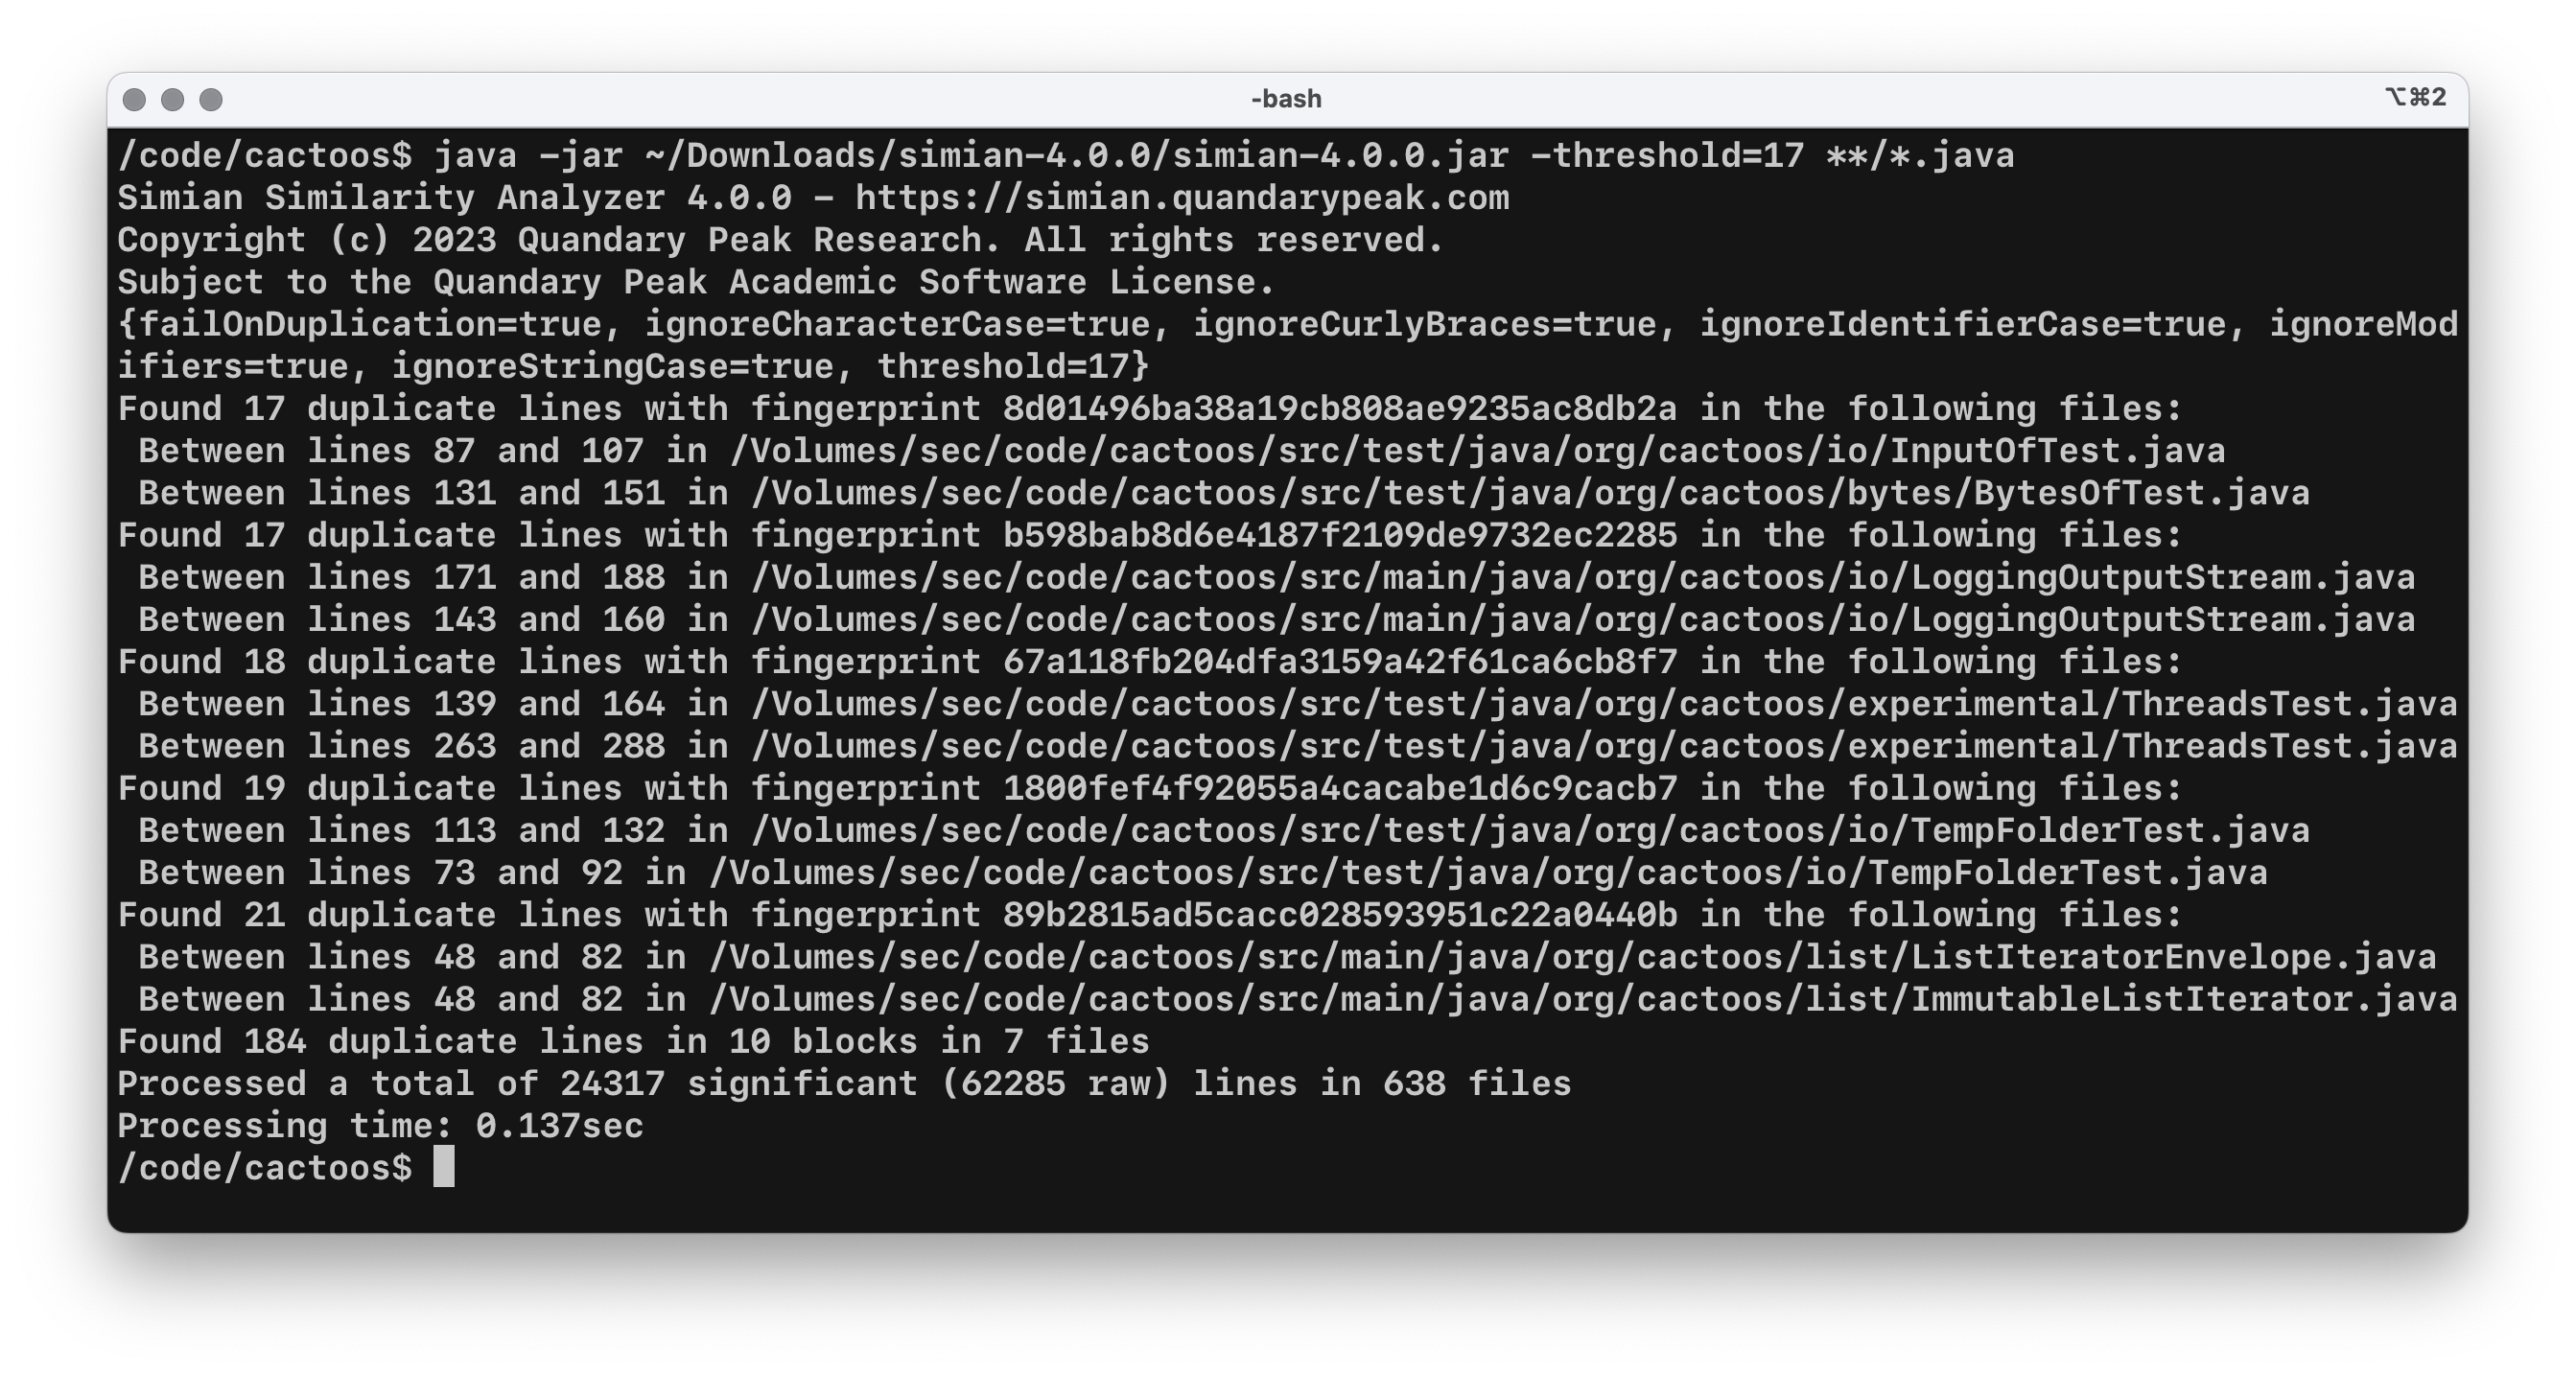 -bash
⌥⌘2
/code/cactoos$ java -jar ~/Downloads/simian-4.0.0/simian-4.0.0.jar -threshold=17 **/*.java
Simian Similarity Analyzer 4.0.0 - https://simian.quandarypeak.com
Copyright (c) 2023 Quandary Peak Research. All rights reserved.
Subject to the Quandary Peak Academic Software License.
{failOnDuplication=true, ignoreCharacterCase=true, ignoreCurlyBraces=true, ignoreIdentifierCase=true, ignoreMod
ifiers=true, ignoreStringCase=true, threshold=17}
Found 17 duplicate lines with fingerprint 8d01496ba38a19cb808ae9235ac8db2a in the following files:
 Between lines 87 and 107 in /Volumes/sec/code/cactoos/src/test/java/org/cactoos/io/InputOfTest.java
 Between lines 131 and 151 in /Volumes/sec/code/cactoos/src/test/java/org/cactoos/bytes/BytesOfTest.java
Found 17 duplicate lines with fingerprint b598bab8d6e4187f2109de9732ec2285 in the following files:
 Between lines 171 and 188 in /Volumes/sec/code/cactoos/src/main/java/org/cactoos/io/LoggingOutputStream.java
 Between lines 143 and 160 in /Volumes/sec/code/cactoos/src/main/java/org/cactoos/io/LoggingOutputStream.java
Found 18 duplicate lines with fingerprint 67a118fb204dfa3159a42f61ca6cb8f7 in the following files:
 Between lines 139 and 164 in /Volumes/sec/code/cactoos/src/test/java/org/cactoos/experimental/ThreadsTest.java
 Between lines 263 and 288 in /Volumes/sec/code/cactoos/src/test/java/org/cactoos/experimental/ThreadsTest.java
Found 19 duplicate lines with fingerprint 1800fef4f92055a4cacabe1d6c9cacb7 in the following files:
 Between lines 113 and 132 in /Volumes/sec/code/cactoos/src/test/java/org/cactoos/io/TempFolderTest.java
 Between lines 73 and 92 in /Volumes/sec/code/cactoos/src/test/java/org/cactoos/io/TempFolderTest.java
Found 21 duplicate lines with fingerprint 89b2815ad5cacc028593951c22a0440b in the following files:
 Between lines 48 and 82 in /Volumes/sec/code/cactoos/src/main/java/org/cactoos/list/ListIteratorEnvelope.java
 Between lines 48 and 82 in /Volumes/sec/code/cactoos/src/main/java/org/cactoos/list/ImmutableListIterator.java
Found 184 duplicate lines in 10 blocks in 7 files
Processed a total of 24317 significant (62285 raw) lines in 638 files
Processing time: 0.137sec
/code/cactoos$